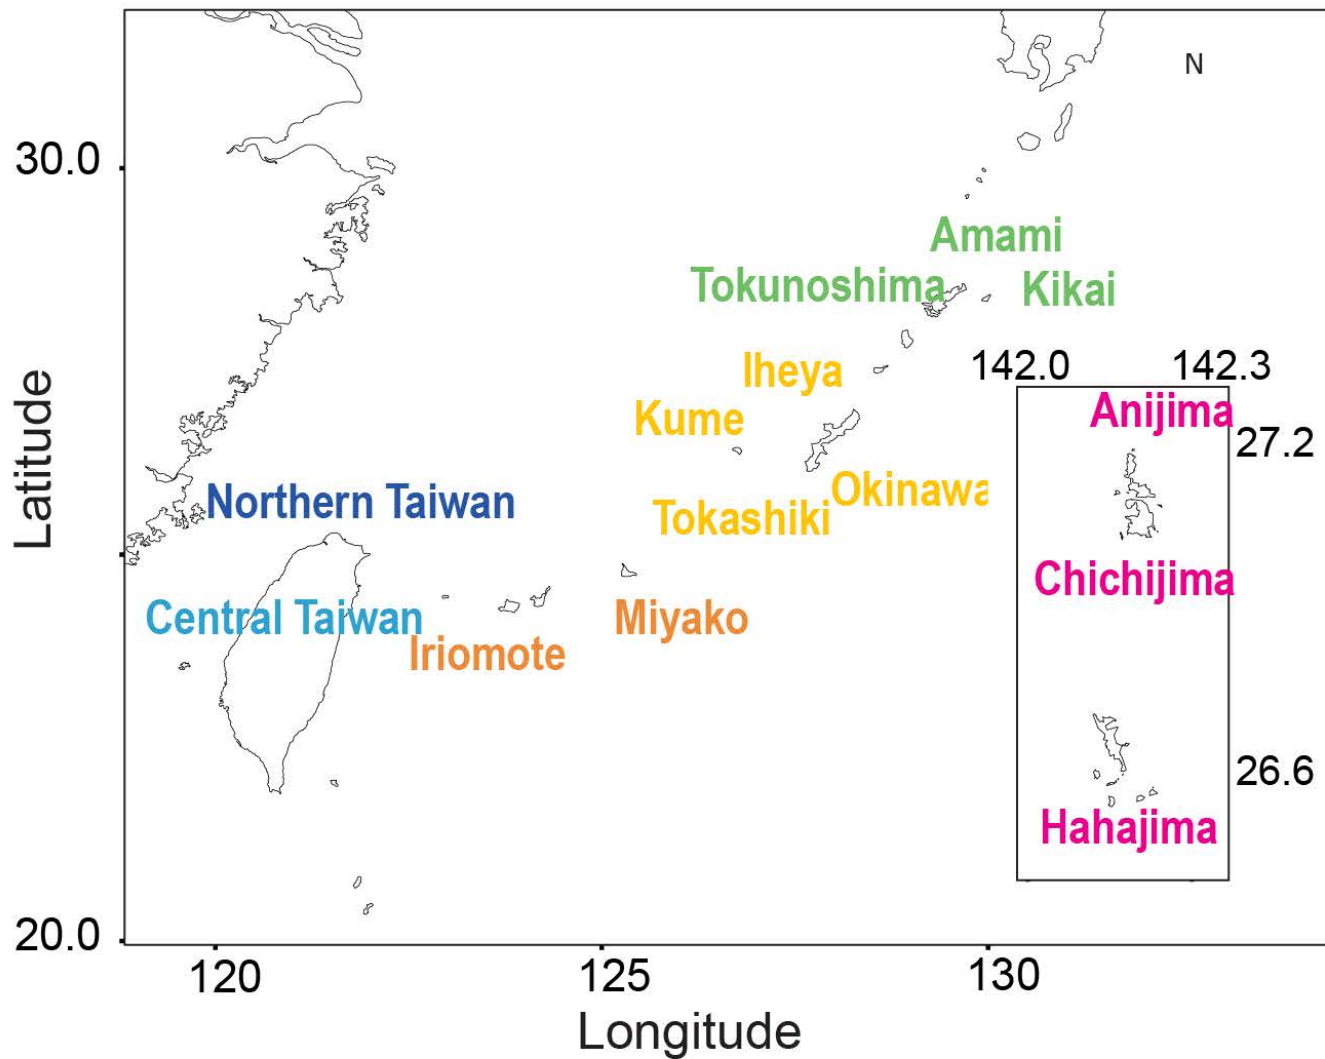 N
30.0
Amami
Tokunoshima
Kikai
Iheya
142.0
142.3
Kume
Anijima
27.2
Latitude
Northern Taiwan
Okinawa
Tokashiki
Chichijima
Central Taiwan
Miyako
Iriomote
26.6
Hahajima
20.0
120
125
130
Longitude